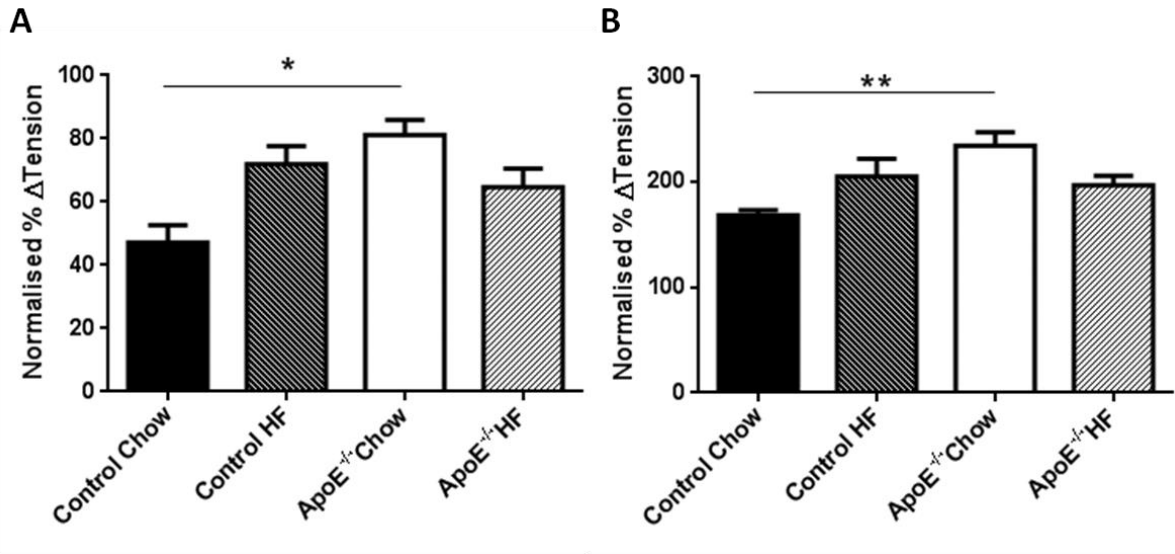 A
Normalised % ΔTension
100
80
60
40
20
0
*
Control Chow
Control HF
ApoE⁻/⁻Chow
ApoE⁻/⁻HF
B
Normalised % ΔTension
300
200
100
0
**
Control Chow
Control HF
ApoE⁻/⁻Chow
ApoE⁻/⁻HF